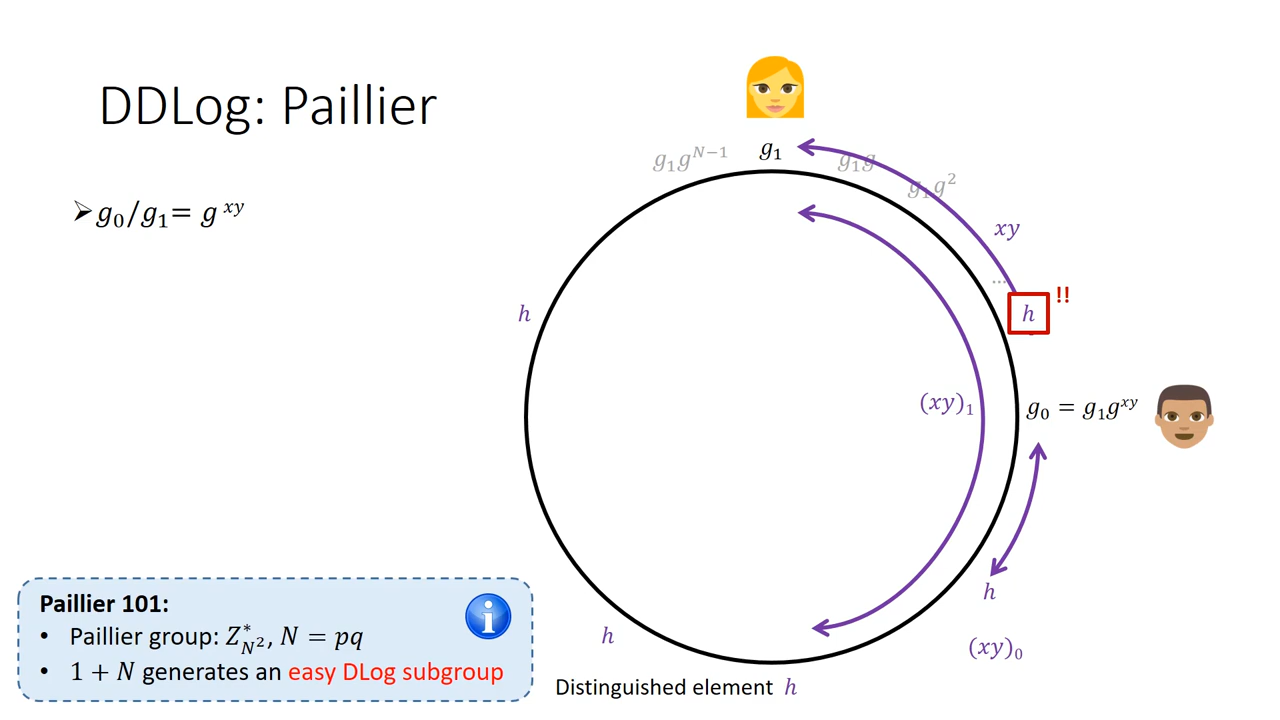 DDLog: Paillier
➢ g₀/g₁= g^{xy}
g₁g^{N−1}
g₁
g₁g
g₁g²
xy
...
h
!!
h
(xy)₁
g₀ = g₁g^{xy}
h
h
(xy)₀
Distinguished element h
Paillier 101:
• Paillier group: Z*_{N²}, N = pq
• 1 + N generates an easy DLog subgroup
i